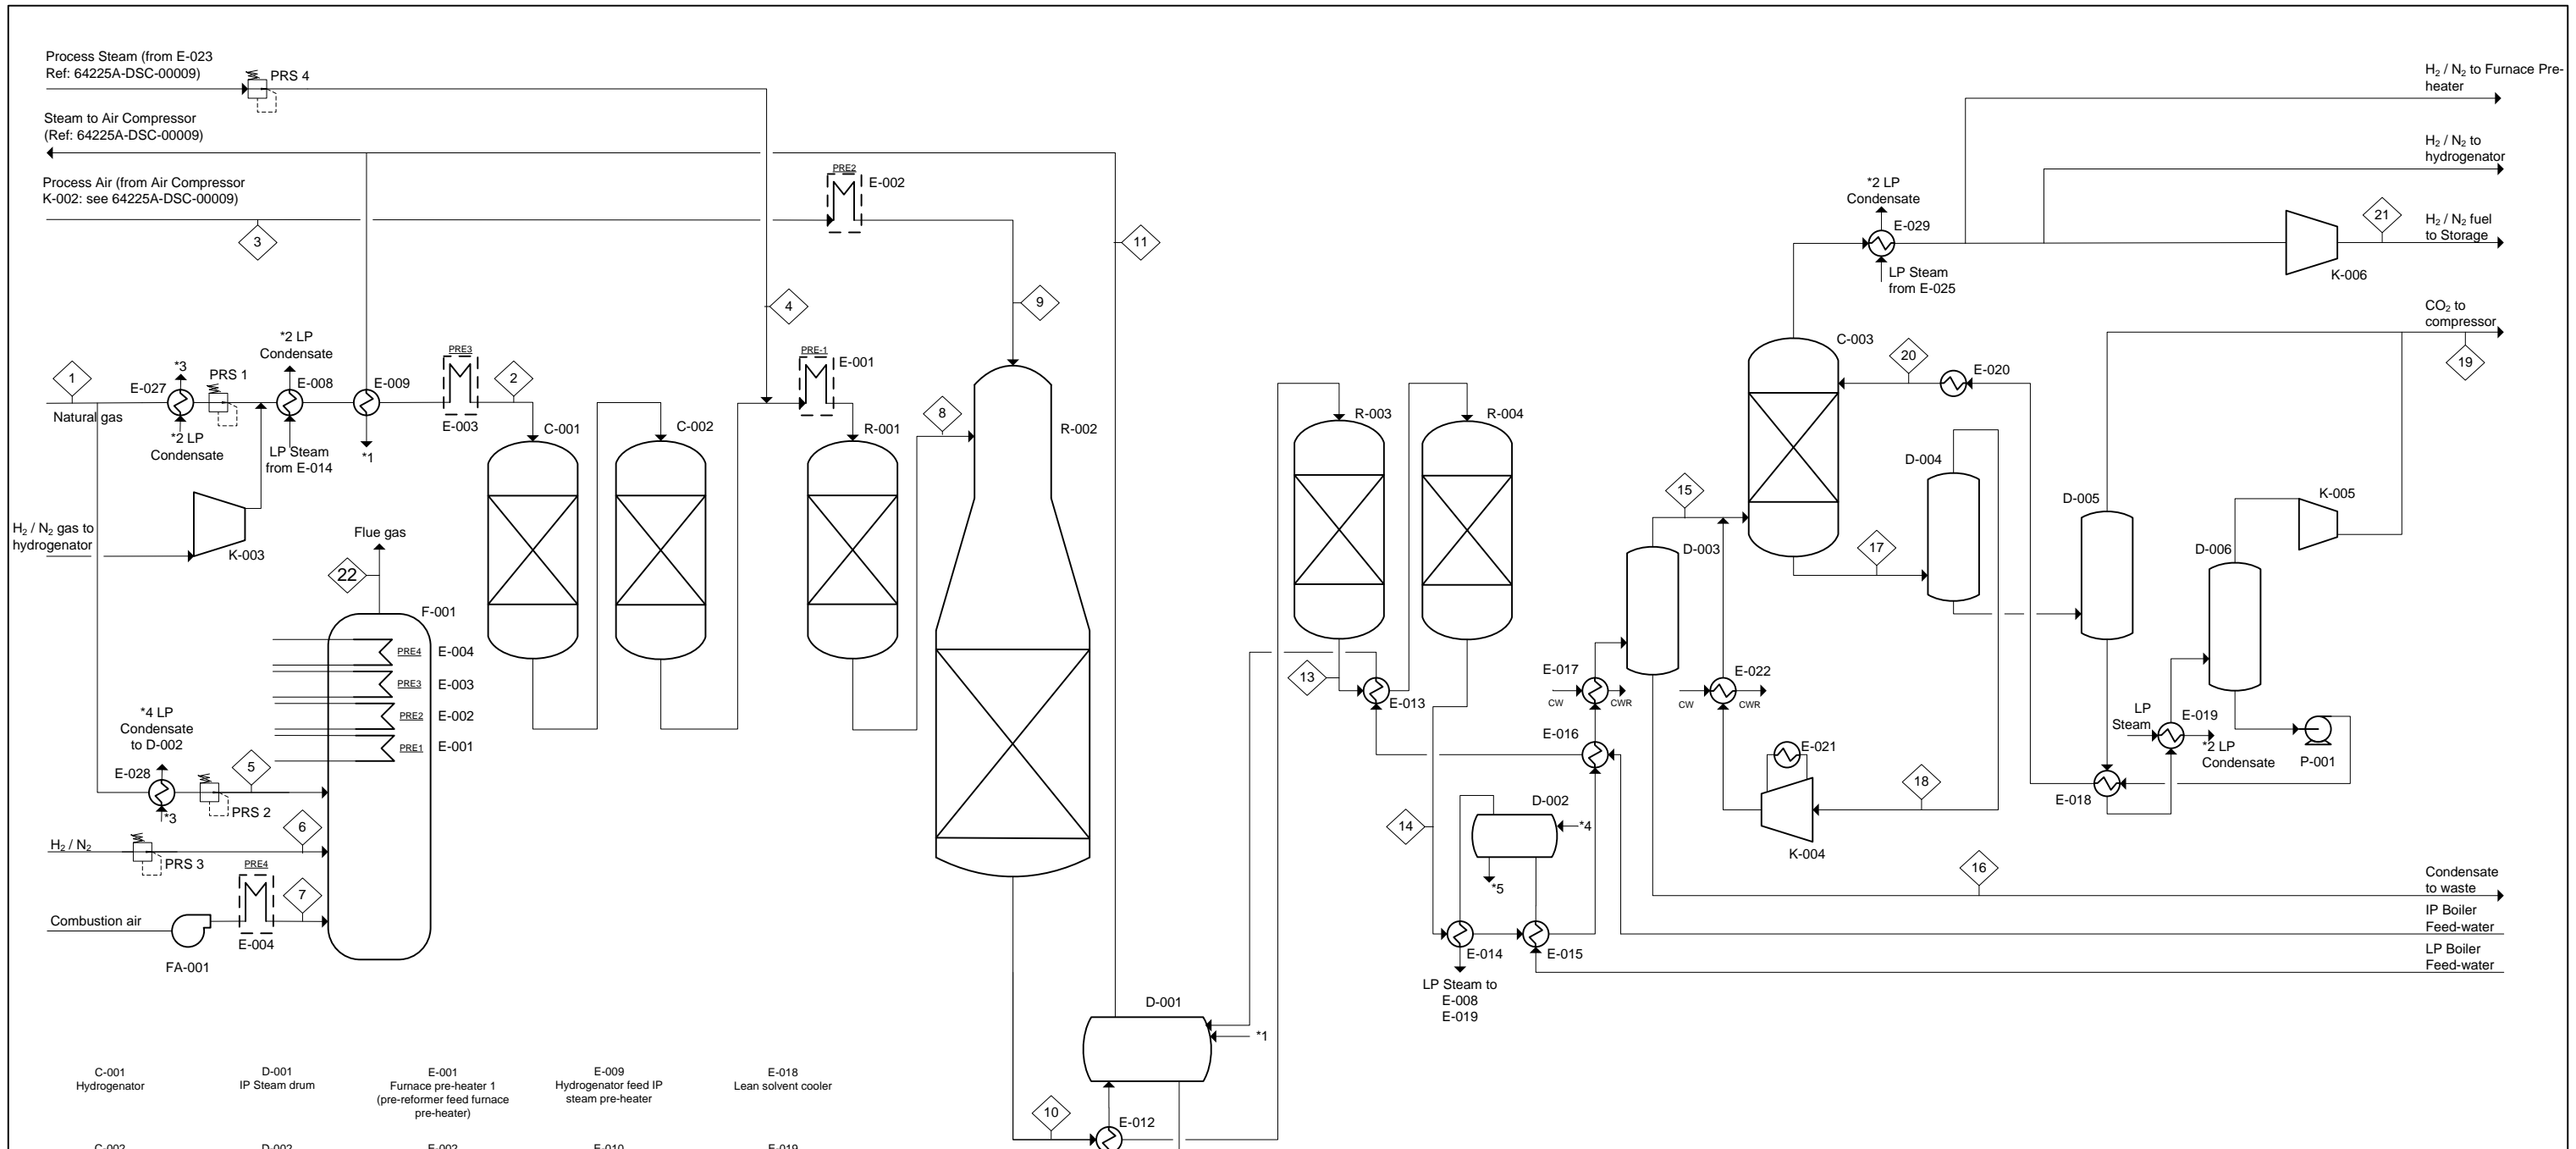 Process Steam (from E-023
Ref: 64225A-DSC-00009)
PRS 4
Steam to Air Compressor
(Ref: 64225A-DSC-00009)
Process Air (from Air Compressor
K-002: see 64225A-DSC-00009)
3
PRE2
E-002
11
9
4
H2 / N2 to Furnace Pre-
heater
H2 / N2 to
hydrogenator
*2 LP
Condensate
E-029
LP Steam
from E-025
21
H2 / N2 fuel
to Storage
K-006
CO2 to
compressor
19
1
Natural gas
E-027
*3
*2 LP
Condensate
PRS 1
*2 LP
Condensate
E-008
LP Steam
from E-014
E-009
*1
PRE3
E-003
2
PRE-1
E-001
C-001
C-002
R-001
8
R-002
H2 / N2 gas to
hydrogenator
K-003
Flue gas
22
F-001
PRE4
E-004
PRE3
E-003
PRE2
E-002
PRE1
E-001
*4 LP
Condensate
to D-002
E-028
*3
5
PRS 2
H2 / N2
PRS 3
6
PRE4
E-004
7
Combustion air
FA-001
R-003
R-004
13
E-013
14
D-002
*4
*5
E-014
E-015
LP Steam to
E-008
E-019
E-016
E-017
CW
CWR
D-003
15
E-022
CW
CWR
E-021
K-004
C-003
20
E-020
D-004
17
18
D-005
D-006
K-005
E-018
LP
Steam
E-019
*2 LP
Condensate
P-001
16
Condensate
to waste
IP Boiler
Feed-water
LP Boiler
Feed-water
D-001
*1
10
E-012
C-001
Hydrogenator
D-001
IP Steam drum
E-001
Furnace pre-heater 1
(pre-reformer feed furnace
pre-heater)
E-009
Hydrogenator feed IP
steam pre-heater
E-018
Lean solvent cooler
C-002
D-002
E-002
E-010
E-019